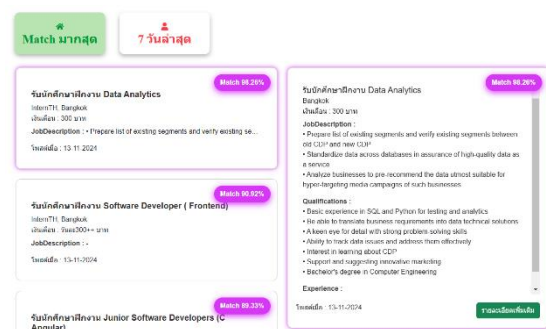 Match มากสุด
7 วันล่าสุด
Match 98.26%
รับนักศึกษาฝึกงาน Data Analytics
InternTH, Bangkok
เงินเดือน : 300 บาท
JobDescription : • Prepare list of existing segments and verify existing se...
โพสต์เมื่อ : 13-11-2024
Match 90.92%
รับนักศึกษาฝึกงาน Software Developer ( Frontend)
InternTH, Bangkok
เงินเดือน : วันละ300++ บาท
JobDescription : -
โพสต์เมื่อ : 13-11-2024
Match 89.33%
รับนักศึกษาฝึกงาน Junior Software Developers (C
Angular)
Match 98.26%
รับนักศึกษาฝึกงาน Data Analytics
Bangkok
เงินเดือน : 300 บาท
JobDescription :
• Prepare list of existing segments and verify existing segments between
old CDP and new CDP
• Standardize data across databases in assurance of high-quality data as
a service
• Analyze businesses to pre-recommend the data utmost suitable for
hyper-targeting media campaigns of such businesses
Qualifications :
• Basic experience in SQL and Python for testing and analytics
• Be able to translate business requirements into data technical solutions
• A keen eye for detail with strong problem solving skills
• Ability to track data issues and address them effectively
• Interest in learning about CDP
• Support and suggesting innovative marketing
• Bachelor's degree in Computer Engineering
Experience :
โพสต์เมื่อ : 13-11-2024
รายละเอียดเพิ่มเติม